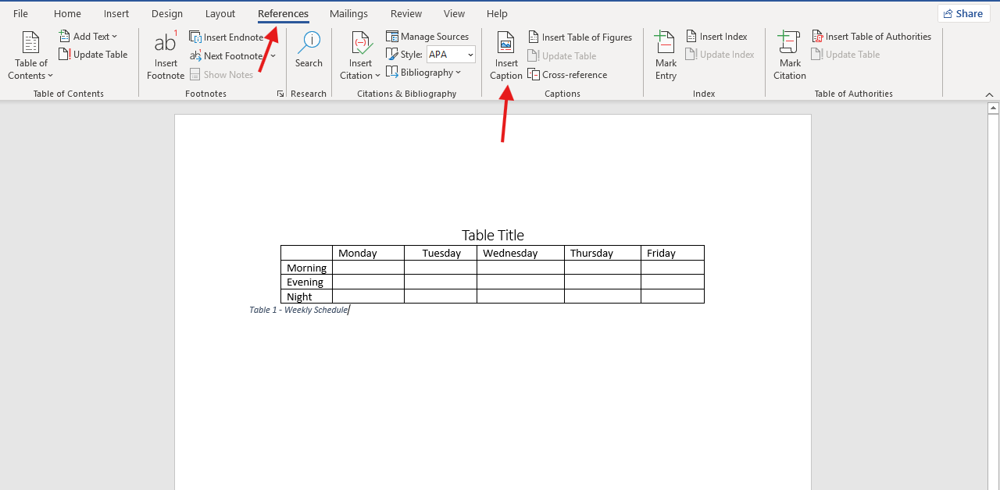 File Home Insert Design Layout References Mailings Review View Help Share
Table of Contents
Add Text
Update Table
Table of Contents
ab 1
Insert Footnote
Insert Endnote
ab Next Footnote
Show Notes
Footnotes
Search
Research
Insert Citation
Manage Sources
Style: APA
Bibliography
Citations & Bibliography
Insert Caption
Insert Table of Figures
Update Table
Cross-reference
Captions
Mark Entry
Insert Index
Update Index
Index
Mark Citation
Insert Table of Authorities
Update Table
Table of Authorities
Table Title
Monday Tuesday Wednesday Thursday Friday
Morning
Evening
Night
Table 1 - Weekly Schedule